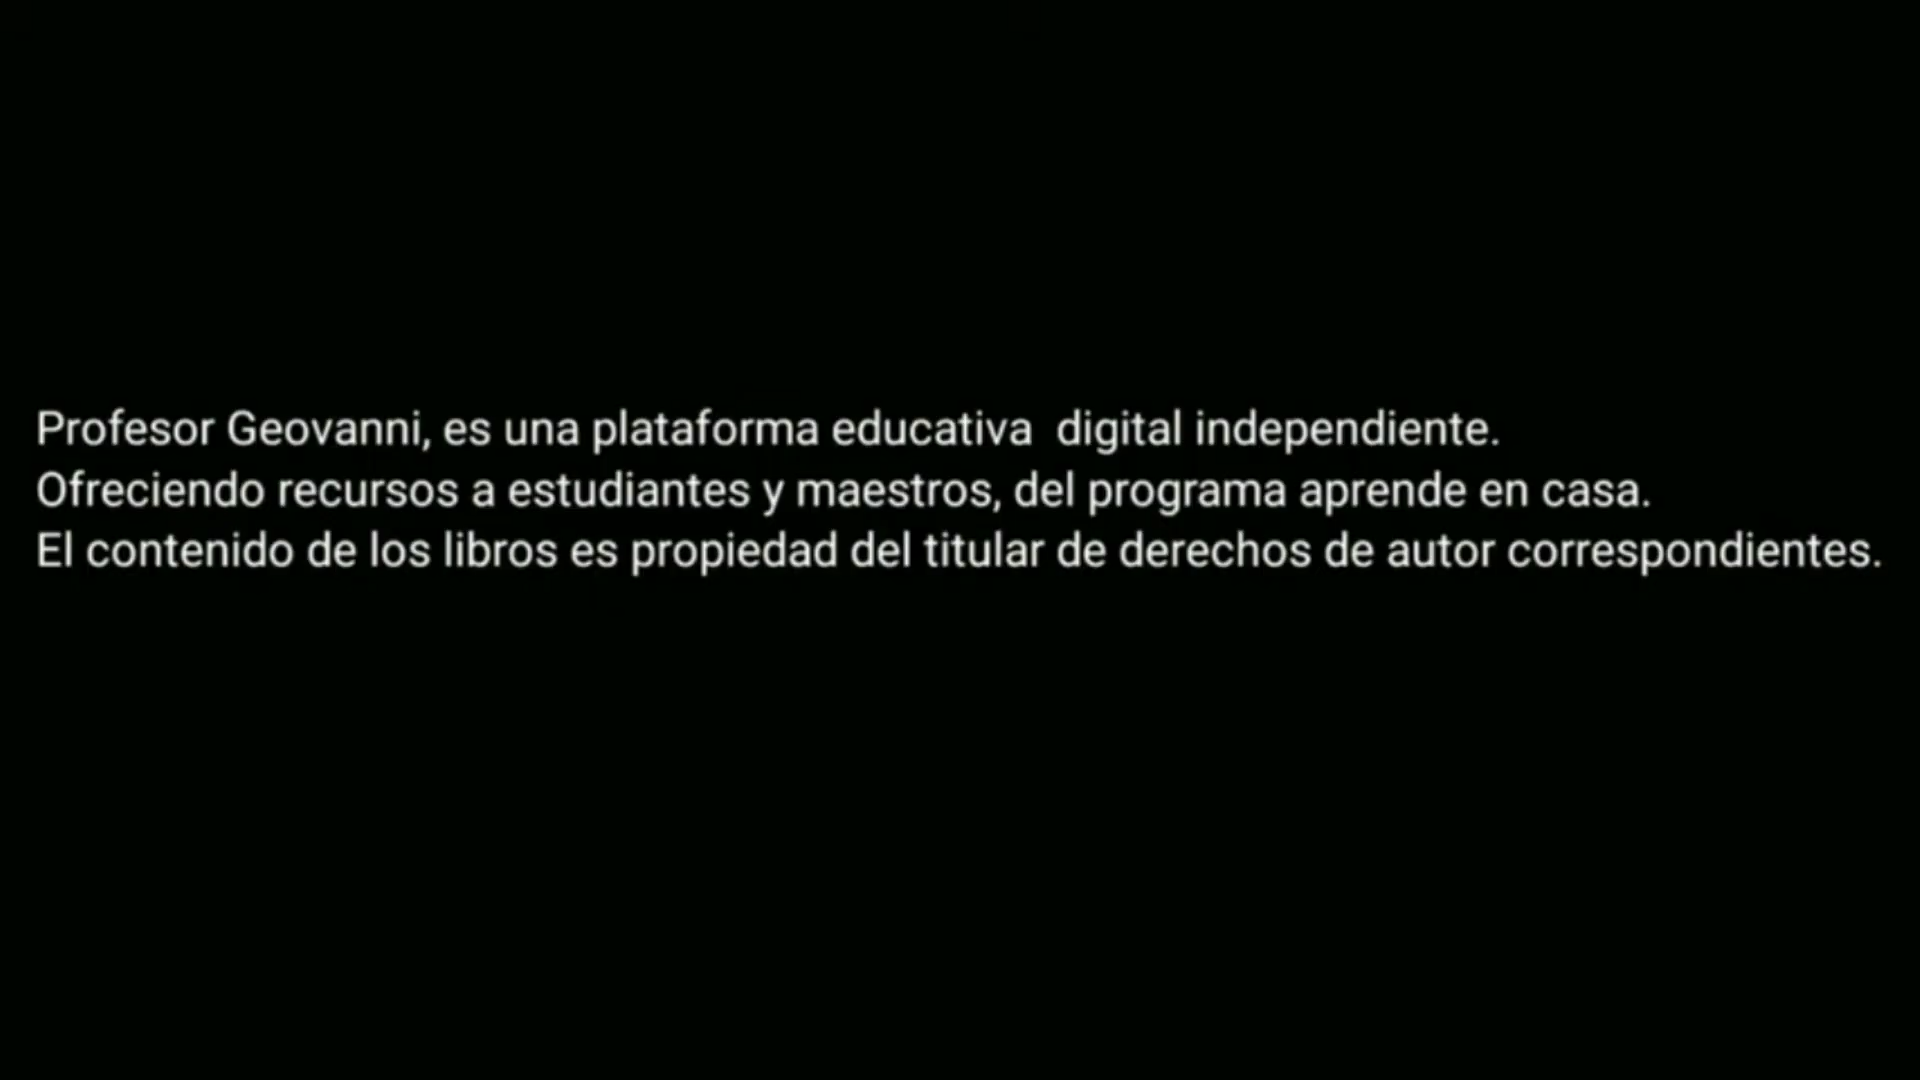 Profesor Geovanni, es una plataforma educativa  digital independiente.
Ofreciendo recursos a estudiantes y maestros, del programa aprende en casa.
El contenido de los libros es propiedad del titular de derechos de autor correspondientes.